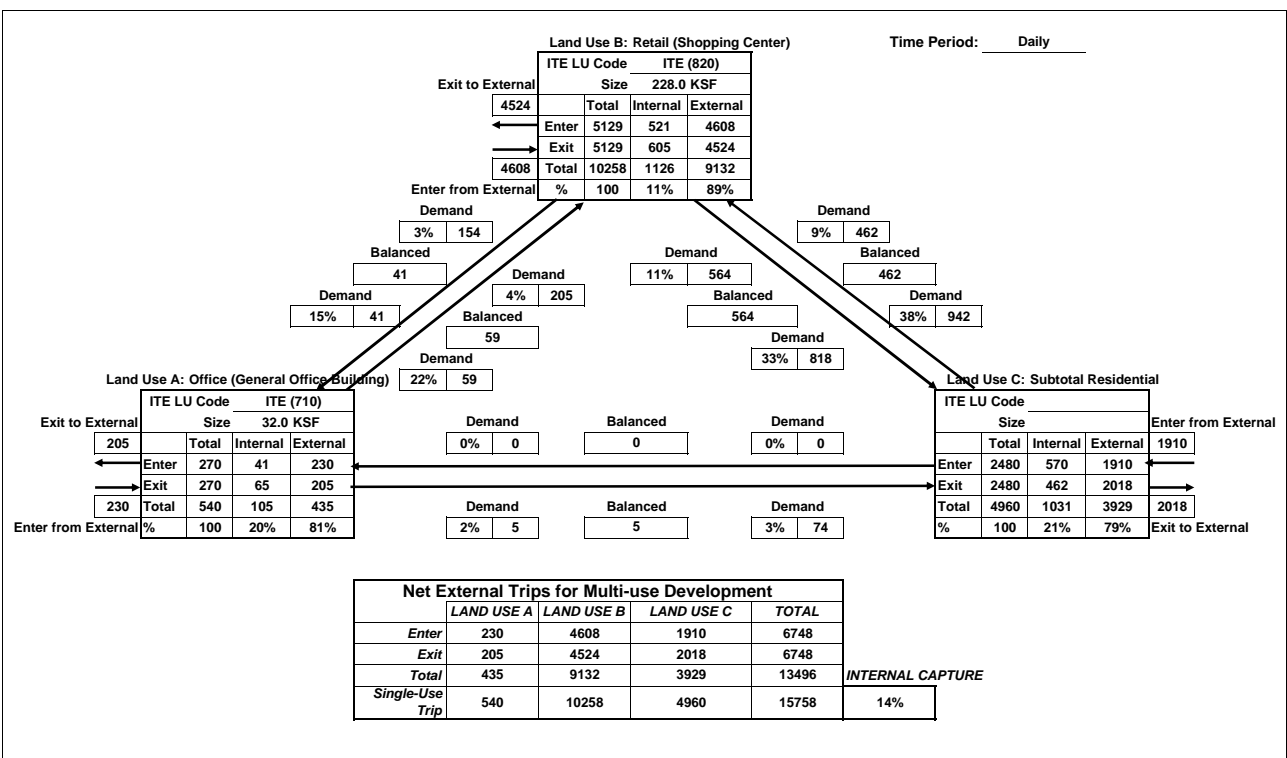 Land Use B: Retail (Shopping Center) Time Period: Daily
ITE LU Code ITE (820)
Exit to External Size 228.0 KSF
4524 Total Internal External
Enter 5129 521 4608
Exit 5129 605 4524
4608 Total 10258 1126 9132
Enter from External % 100 11% 89%
Demand Demand
3% 154 9% 462
Balanced Demand Balanced
41 11% 564 462
Demand Demand Balanced Demand
15% 41 4% 205 564 38% 942
Balanced
59 Demand
Demand 33% 818
Land Use A: Office (General Office Building) 22% 59 Land Use C: Subtotal Residential
ITE LU Code ITE (710) ITE LU Code
Exit to External Size 32.0 KSF Demand Balanced Demand Size Enter from External
205 Total Internal External 0% 0 0 0% 0 Total Internal External 1910
Enter 270 41 230 Enter 2480 570 1910
Exit 270 65 205 Exit 2480 462 2018
230 Total 540 105 435 Demand Balanced Demand Total 4960 1031 3929 2018
Enter from External % 100 20% 81% 2% 5 5 3% 74 % 100 21% 79% Exit to External
Net External Trips for Multi-use Development
LAND USE A LAND USE B LAND USE C TOTAL
Enter 230 4608 1910 6748
Exit 205 4524 2018 6748
Total 435 9132 3929 13496 INTERNAL CAPTURE
Single-Use
Trip 540 10258 4960 15758 14%